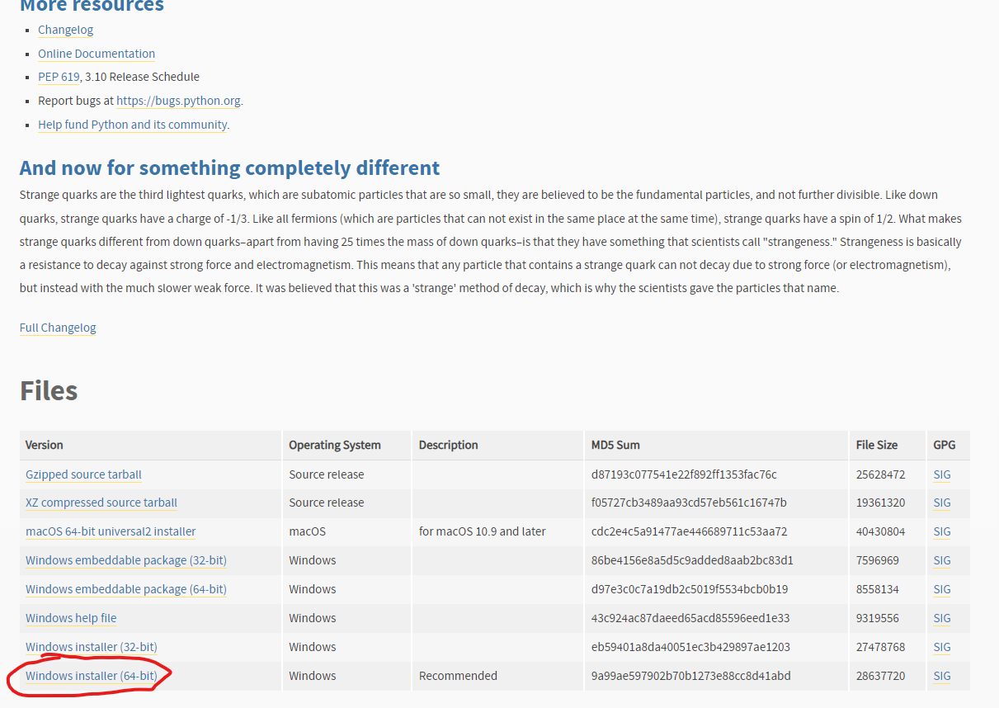 More resources
Changelog
Online Documentation
PEP 619, 3.10 Release Schedule
Report bugs at https://bugs.python.org.
Help fund Python and its community.
And now for something completely different
Strange quarks are the third lightest quarks, which are subatomic particles that are so small, they are believed to be the fundamental particles, and not further divisible. Like down
quarks, strange quarks have a charge of -1/3. Like all fermions (which are particles that can not exist in the same place at the same time), strange quarks have a spin of 1/2. What makes
strange quarks different from down quarks–apart from having 25 times the mass of down quarks–is that they have something that scientists call "strangeness." Strangeness is basically
a resistance to decay against strong force and electromagnetism. This means that any particle that contains a strange quark can not decay due to strong force (or electromagnetism),
but instead with the much slower weak force. It was believed that this was a 'strange' method of decay, which is why the scientists gave the particles that name.
Full Changelog
Files
Version Operating System Description MD5 Sum File Size GPG
Gzipped source tarball Source release d87193c077541e22f892ff1353fac76c 25628472 SIG
XZ compressed source tarball Source release f05727cb3489aa93cd57eb561c16747b 19361320 SIG
macOS 64-bit universal2 installer macOS for macOS 10.9 and later cdc2e4c5a91477ae446689711c53aa72 40430804 SIG
Windows embeddable package (32-bit) Windows 86be4156e8a5d5c9added8aab2bc83d1 7596969 SIG
Windows embeddable package (64-bit) Windows d97e3c0c7a19db2c5019f5534bcb0b19 8558134 SIG
Windows help file Windows 43c924ac87daeed65acd85596eed1e33 9319556 SIG
Windows installer (32-bit) Windows eb59401a8da40051ec3b429897ae1203 27478768 SIG
Windows installer (64-bit) Windows Recommended 9a99ae597902b70b1273e88cc8d41abd 28637720 SIG